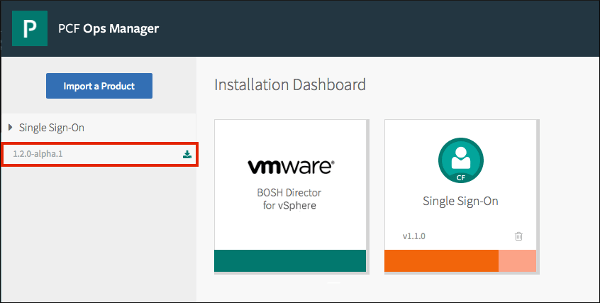 P
PCF Ops Manager
Import a Product
Single Sign-On
1.2.0-alpha.1
Installation Dashboard
vmware®
BOSH Director
for vSphere
CF
Single Sign-On
v1.1.0